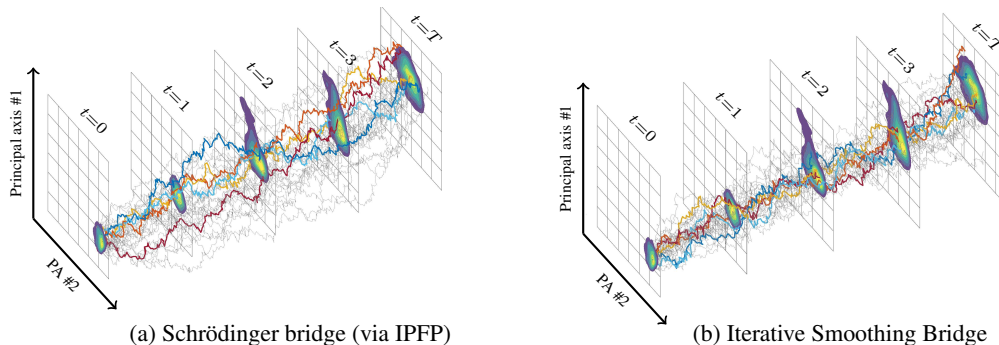 Principal axis #1
PA #2
t=0
t=1
t=2
t=3
t=T
(a) Schrödinger bridge (via IPFP)
Principal axis #1
PA #2
t=0
t=1
t=2
t=3
t=T
(b) Iterative Smoothing Bridge